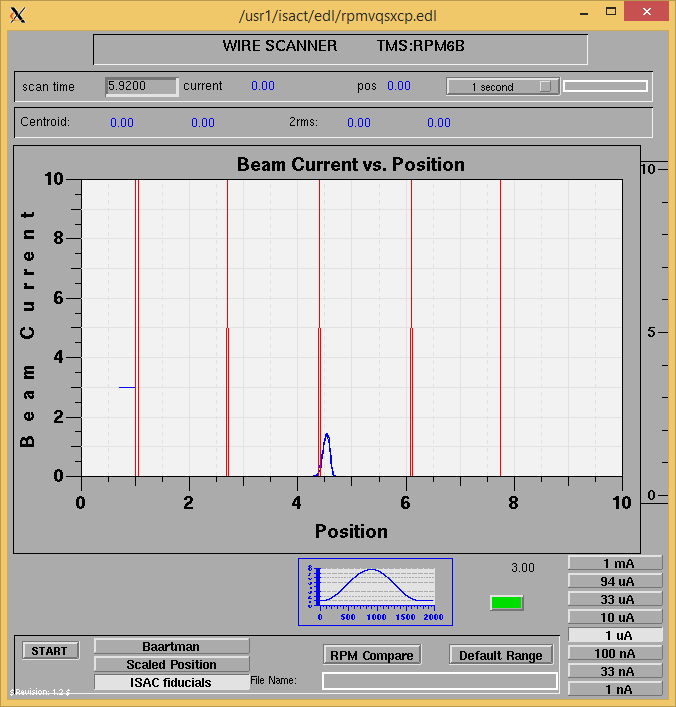 /usr1/isact/edl/rpmvqsxcp.edl
WIRE SCANNER TMS:RPM6B
scan time 5.9200 current 0.00 pos 0.00 1 second
Centroid: 0.00 0.00 2rms: 0.00 0.00
Beam Current vs. Position
10
8
6
4
2
0
Beam Current
0 2 4 6 8 10
Position
10
5
0
8
0 500 1000 1500 2000
3.00
1 mA
94 uA
33 uA
10 uA
1 uA
100 nA
33 nA
1 nA
START
Baartman
Scaled Position
ISAC fiducials
RPM Compare
Default Range
File Name:
$Revision: 1.2 $